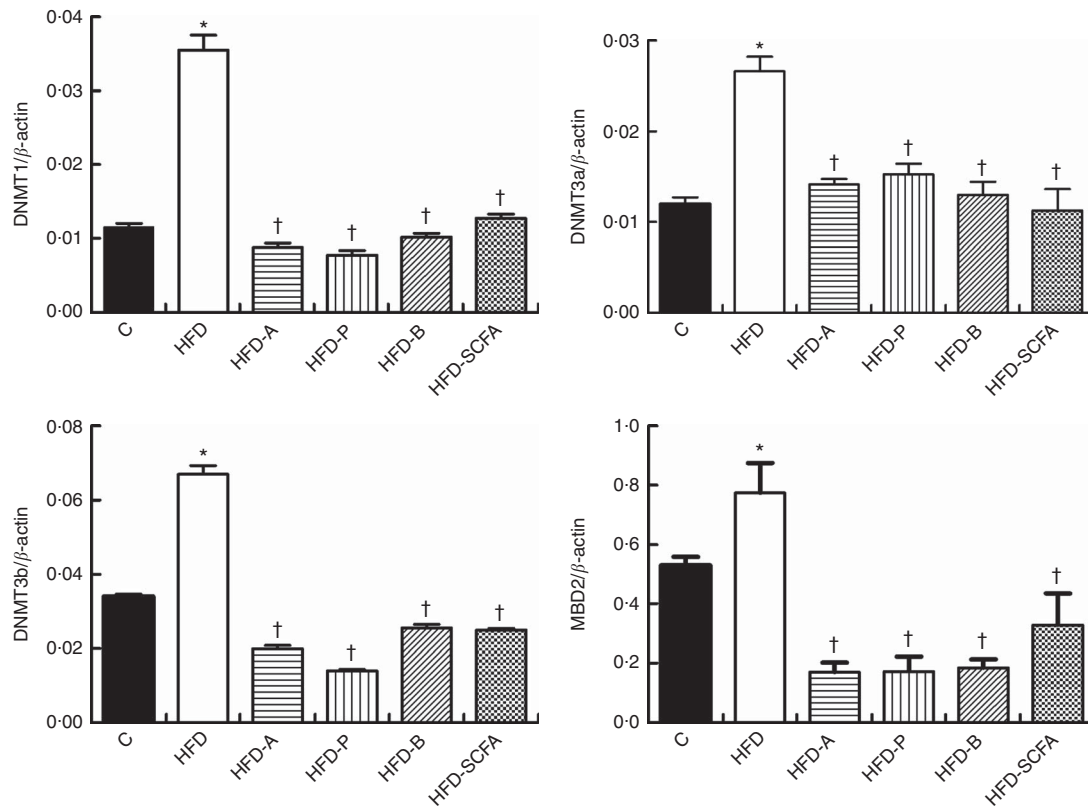 DNMT1/β-actin
0·04
0·03
0·02
0·01
0·00
*
†
†
†
†
C
HFD
HFD-A
HFD-P
HFD-B
HFD-SCFA
DNMT3a/β-actin
0·03
0·02
0·01
0·00
*
†
†
†
†
C
HFD
HFD-A
HFD-P
HFD-B
HFD-SCFA
DNMT3b/β-actin
0·08
0·06
0·04
0·02
0·00
*
†
†
†
†
C
HFD
HFD-A
HFD-P
HFD-B
HFD-SCFA
MBD2/β-actin
1·0
0·8
0·6
0·4
0·2
0·0
*
†
†
†
†
C
HFD
HFD-A
HFD-P
HFD-B
HFD-SCFA